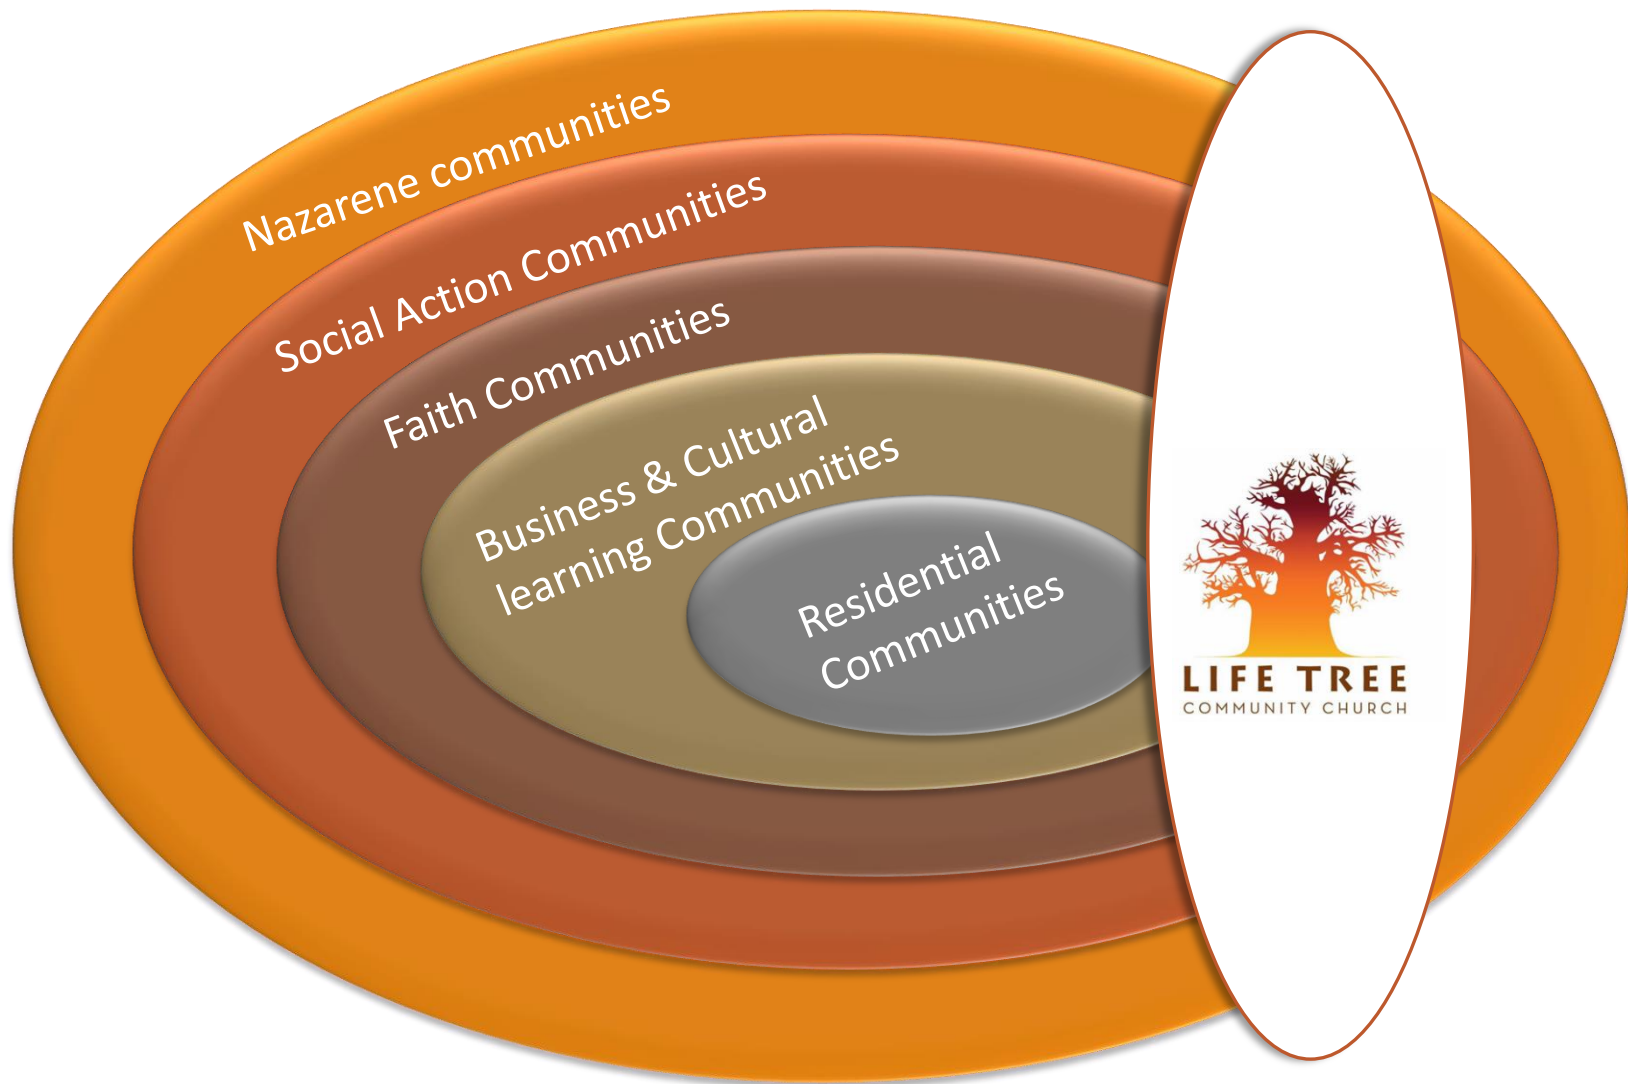 Nazarene communities
Social Action Communities
Faith Communities
Business & Cultural
learning Communities
Residential
Communities
LIFE TREE
COMMUNITY CHURCH